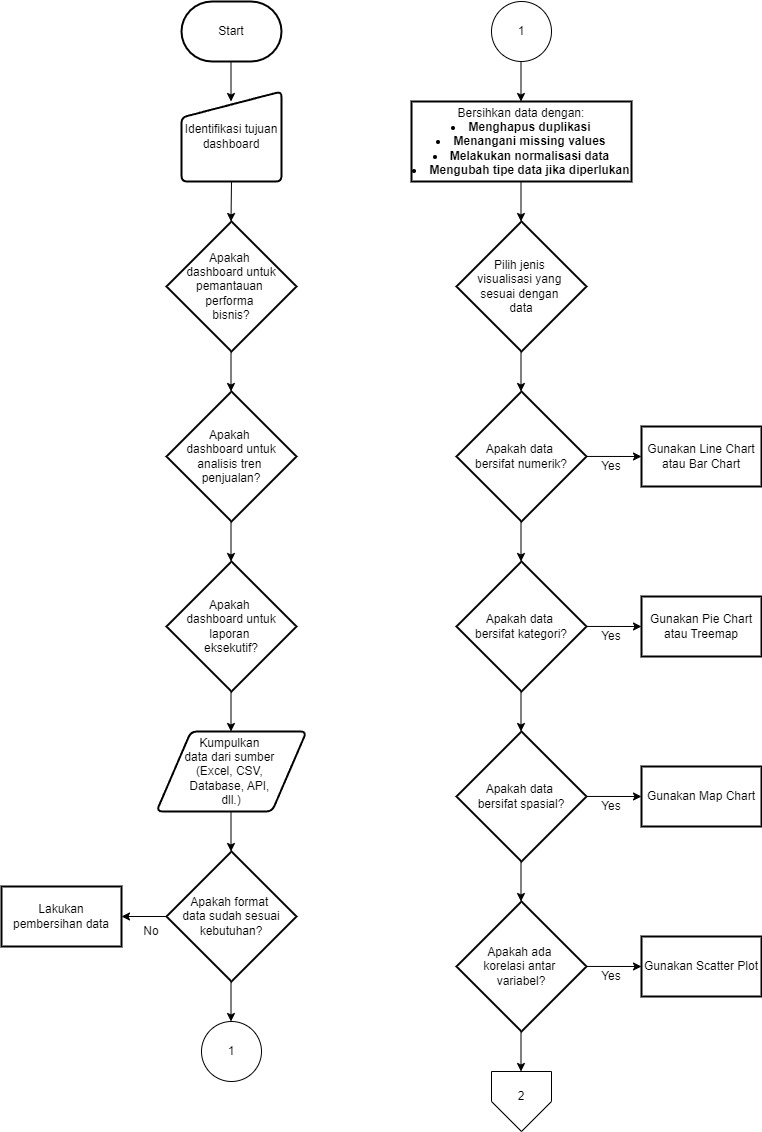 Start
Identifikasi tujuan
dashboard
Apakah
dashboard untuk
pemantauan
performa
bisnis?
Apakah
dashboard untuk
analisis tren
penjualan?
Apakah
dashboard untuk
laporan
eksekutif?
Kumpulkan
data dari sumber
(Excel, CSV,
Database, API,
dll.)
Apakah format
data sudah sesuai
kebutuhan?
No
Lakukan
pembersihan data
1
1
Bersihkan data dengan:
• Menghapus duplikasi
• Menangani missing values
• Melakukan normalisasi data
• Mengubah tipe data jika diperlukan
Pilih jenis
visualisasi yang
sesuai dengan
data
Apakah data
bersifat numerik?
Yes
Gunakan Line Chart
atau Bar Chart
Apakah data
bersifat kategori?
Yes
Gunakan Pie Chart
atau Treemap
Apakah data
bersifat spasial?
Yes
Gunakan Map Chart
Apakah ada
korelasi antar
variabel?
Yes
Gunakan Scatter Plot
2